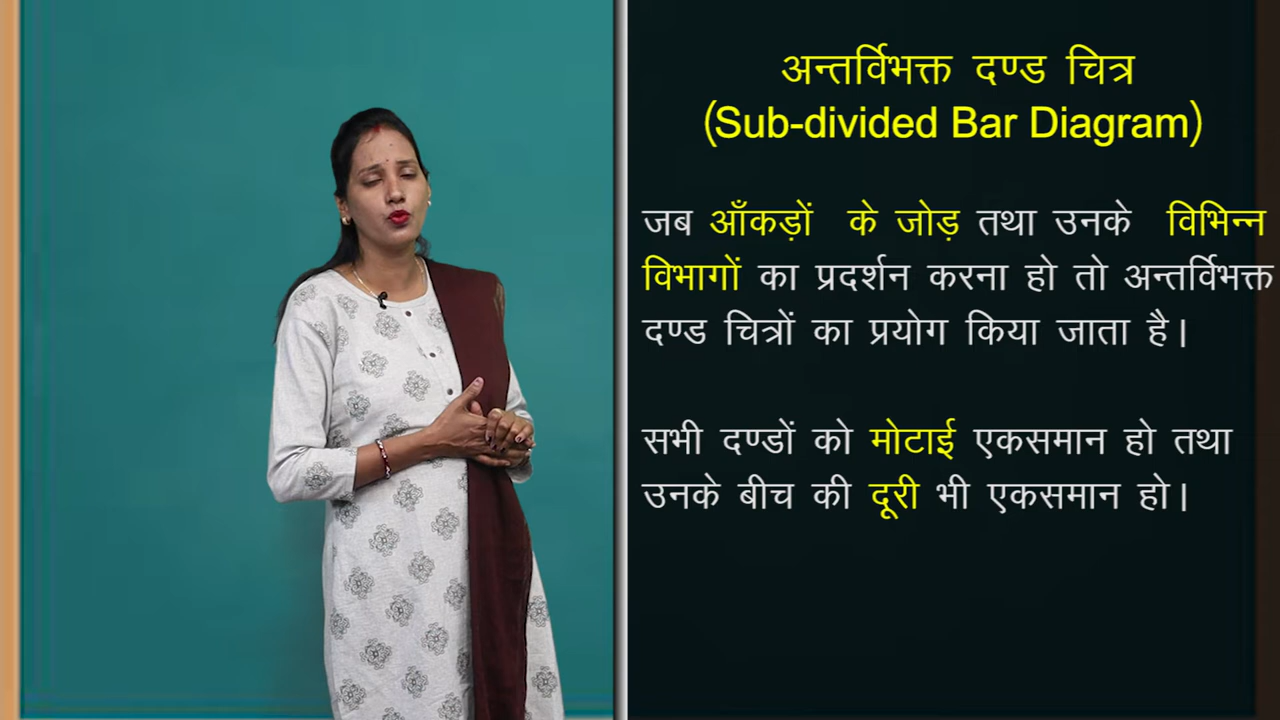 अन्तर्विभक्त दण्ड चित्र
(Sub-divided Bar Diagram)
जब आँकड़ों के जोड़ तथा उनके विभिन्न
विभागों का प्रदर्शन करना हो तो अन्तर्विभक्त
दण्ड चित्रों का प्रयोग किया जाता है।
सभी दण्डों को मोटाई एकसमान हो तथा
उनके बीच की दूरी भी एकसमान हो।